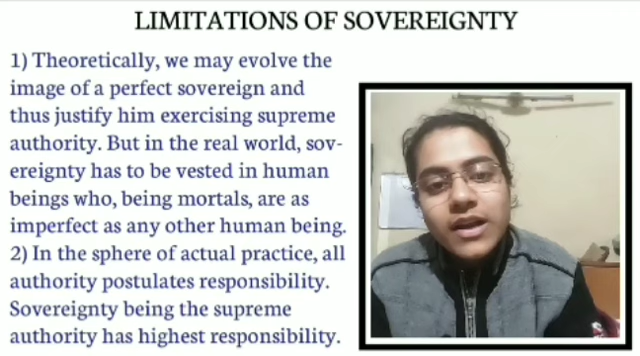 LIMITATIONS OF SOVEREIGNTY
1) Theoretically, we may evolve the
image of a perfect sovereign and
thus justify him exercising supreme
authority. But in the real world, sov-
ereignty has to be vested in human
beings who, being mortals, are as
imperfect as any other human being.
2) In the sphere of actual practice, all
authority postulates responsibility.
Sovereignty being the supreme
authority has highest responsibility.